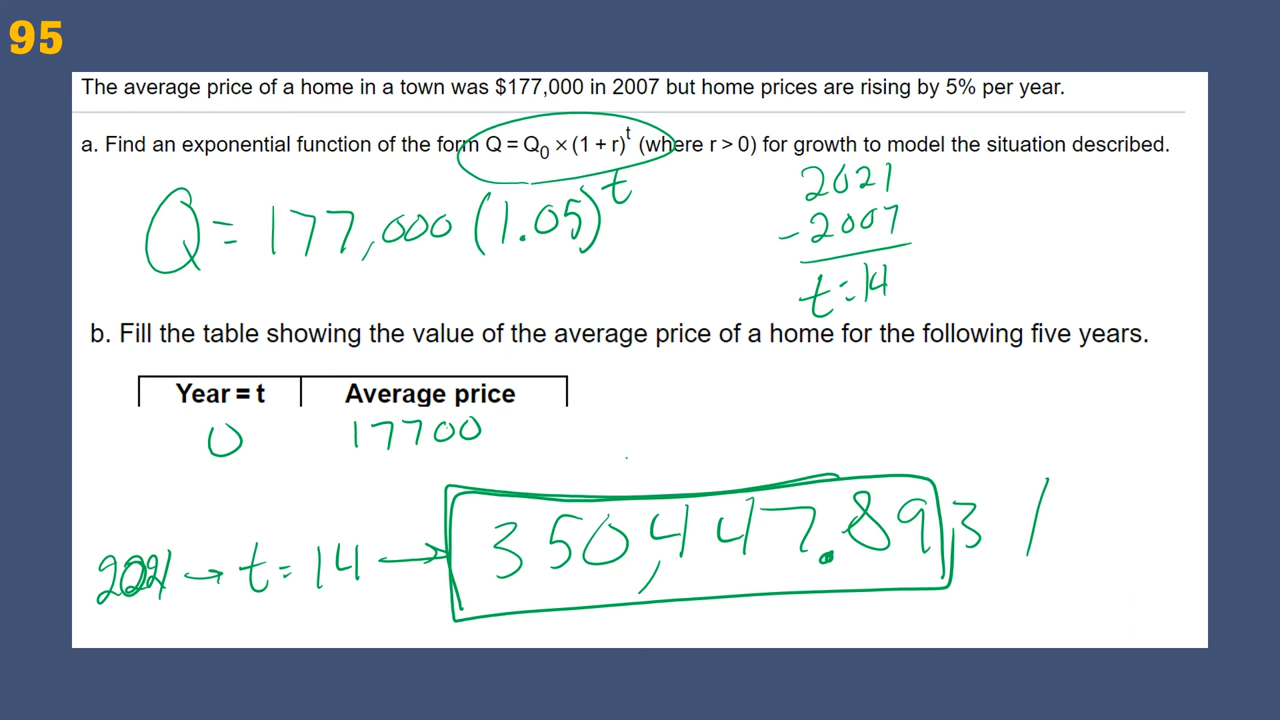 95
The average price of a home in a town was $177,000 in 2007 but home prices are rising by 5% per year.
a. Find an exponential function of the form Q = Q₀ × (1 + r)ᵗ (where r > 0) for growth to model the situation described.
Q = 177,000 (1.05)ᵗ
2021
- 2007
t = 14
b. Fill the table showing the value of the average price of a home for the following five years.
Year = t Average price
0 17700
2021 → t = 14 → 350,447.89,3 /